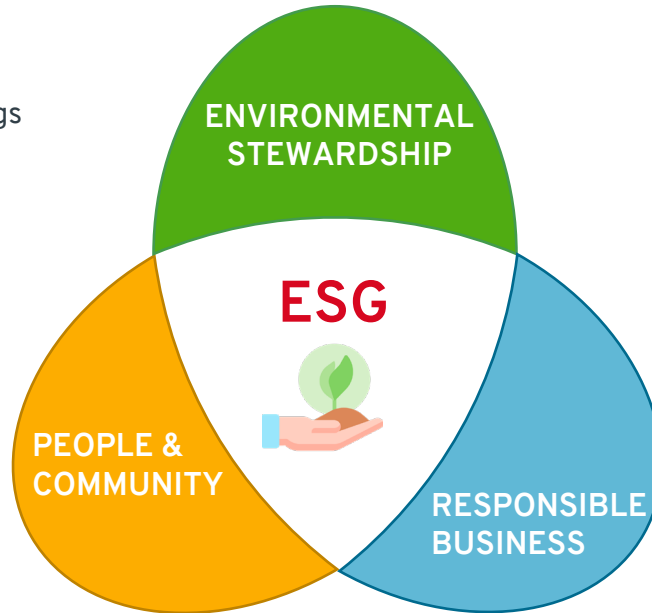 gs
ENVIRONMENTAL
STEWARDSHIP
ESG
PEOPLE &
COMMUNITY
RESPONSIBLE
BUSINESS